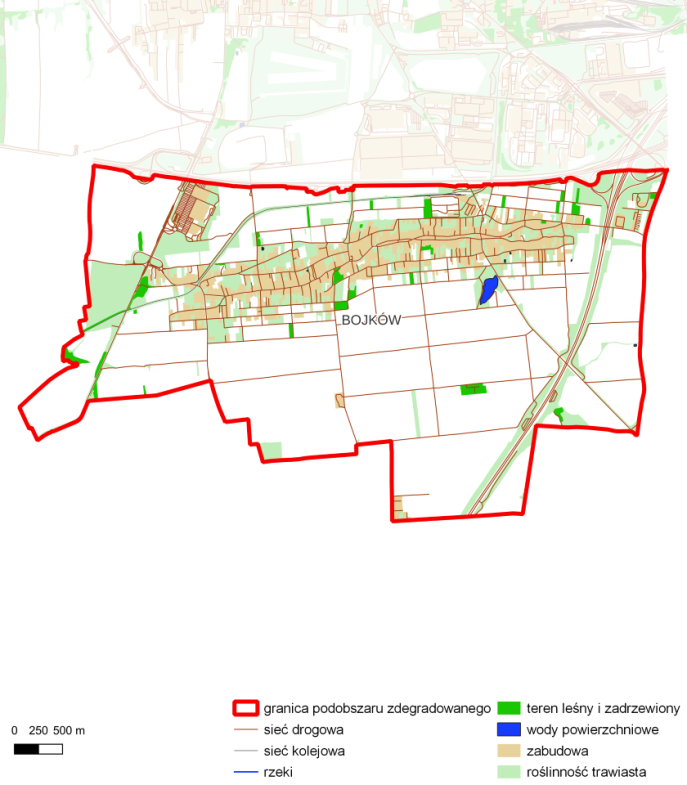 BOJKÓW
0 250 500 m
granica podobszaru zdegradowanego
sieć drogowa
sieć kolejowa
rzeki
teren leśny i zadrzewiony
wody powierzchniowe
zabudowa
roślinność trawiasta